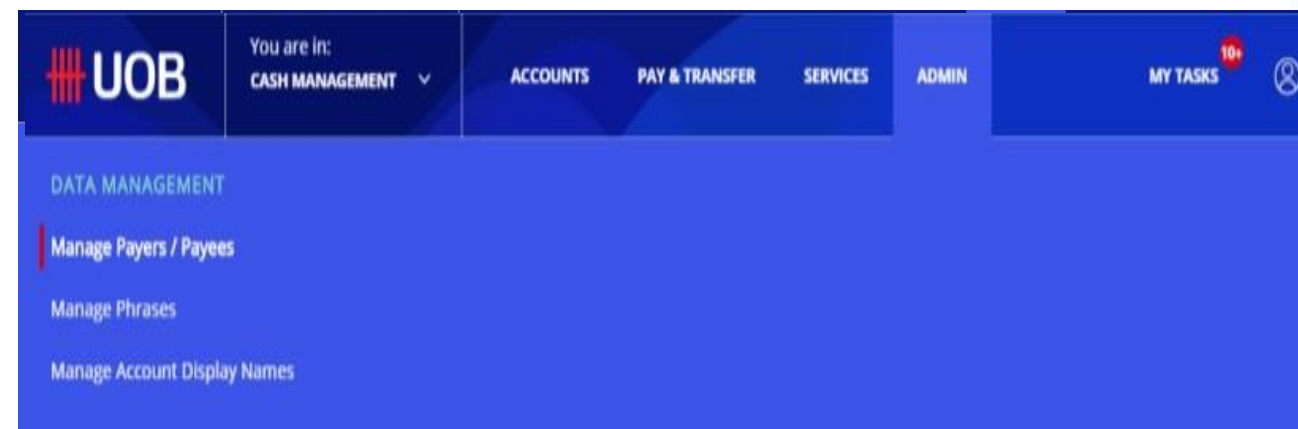 UOB
You are in:
CASH MANAGEMENT
ACCOUNTS
PAY & TRANSFER
SERVICES
ADMIN
MY TASKS
10+
DATA MANAGEMENT
Manage Payers / Payees
Manage Phrases
Manage Account Display Names